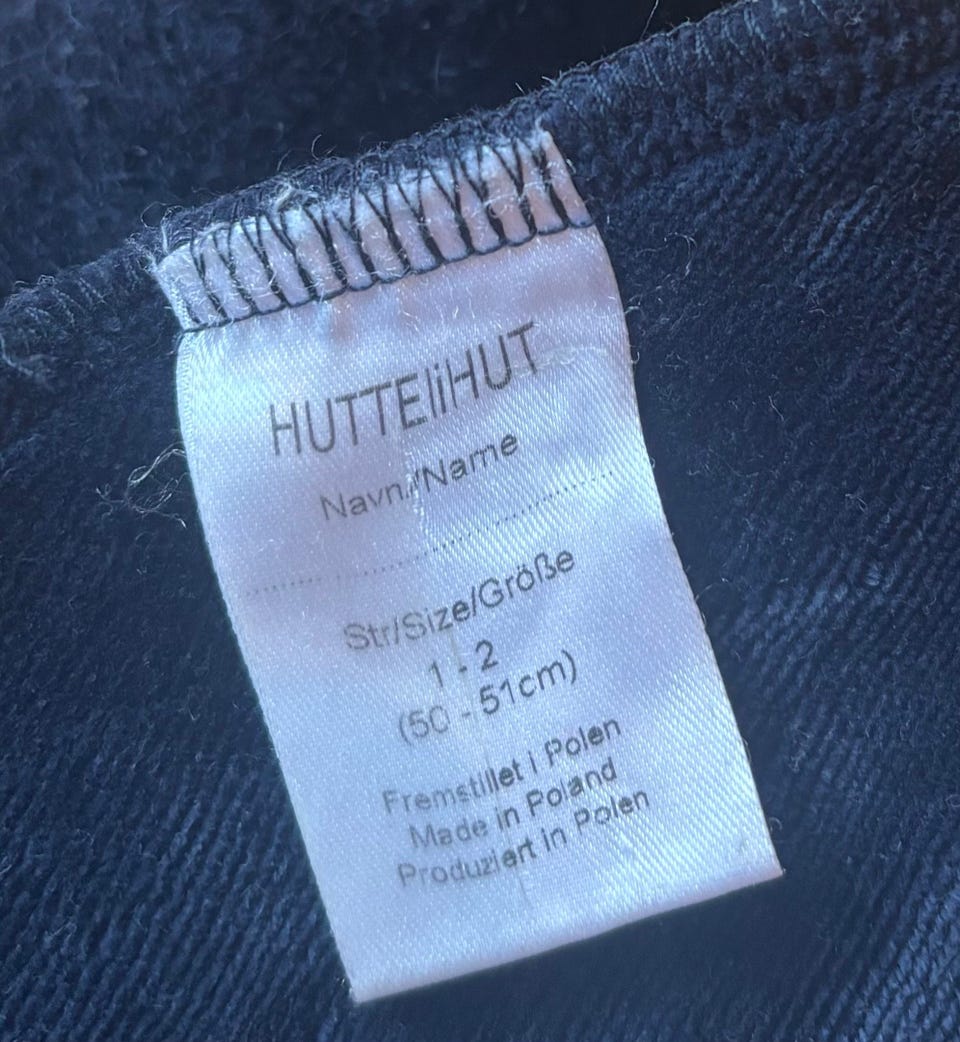 HUTTEliHUT
Navn/Name
Str/Size/Größe
1 - 2
(50 - 51cm)
Fremstillet i Polen
Made in Poland
Produziert in Polen